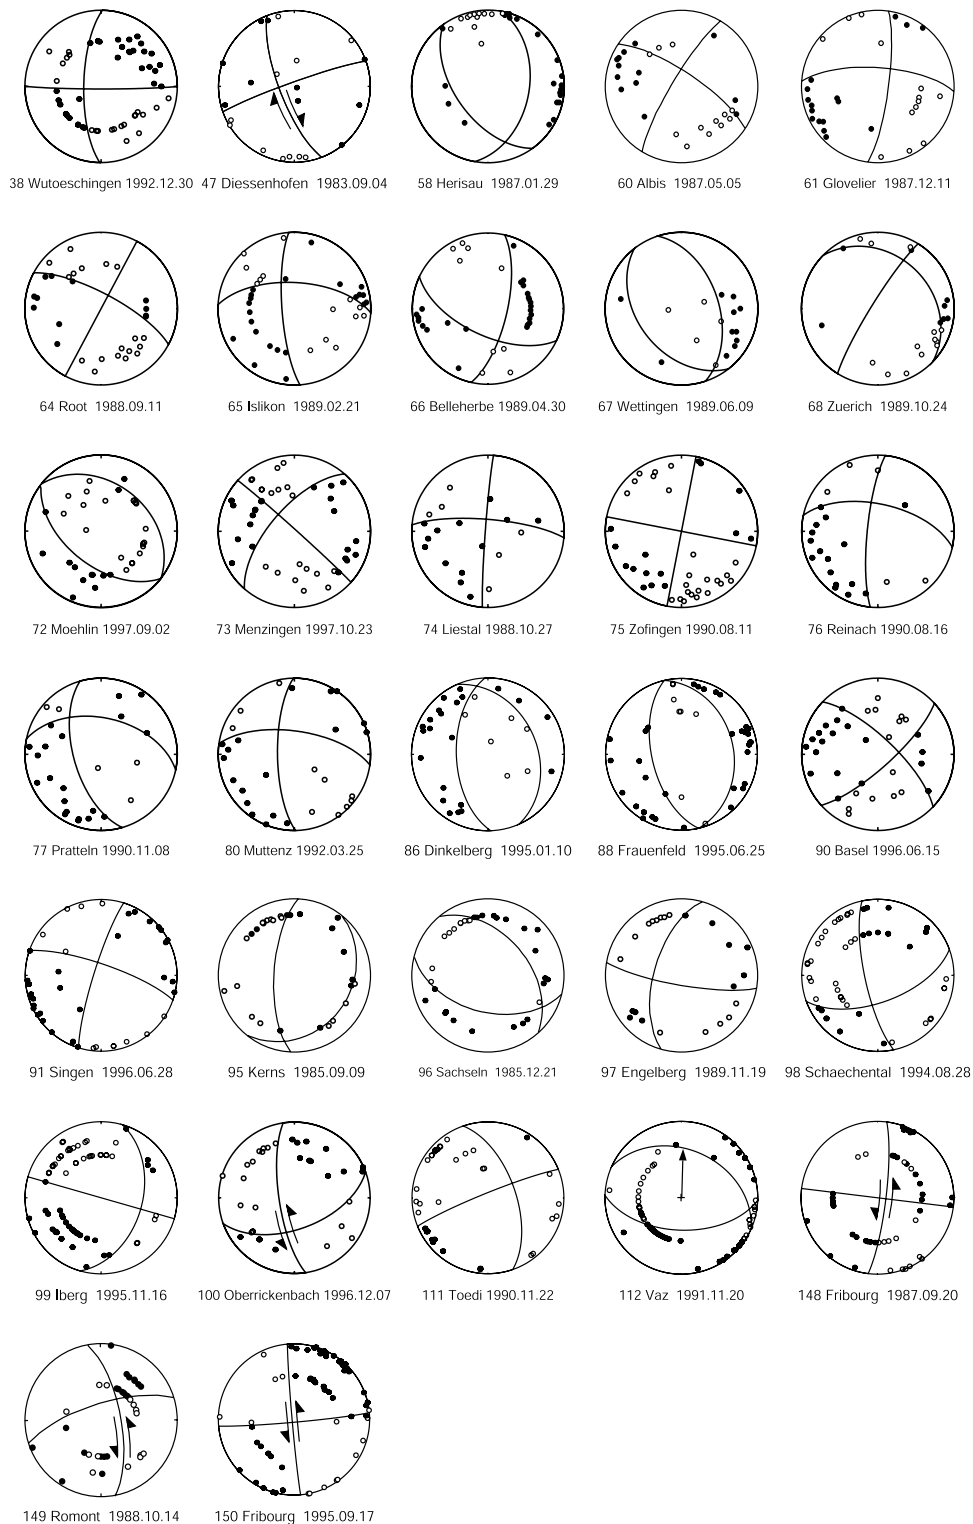 38 Wutoeschingen 1992.12.30 47 Diessenhofen 1983.09.04 58 Herisau 1987.01.29 60 Albis 1987.05.05 61 Glovelier 1987.12.11
64 Root 1988.09.11 65 Islikon 1989.02.21 66 Belleherbe 1989.04.30 67 Wettingen 1989.06.09 68 Zuerich 1989.10.24
72 Moehlin 1997.09.02 73 Menzingen 1997.10.23 74 Liestal 1988.10.27 75 Zofingen 1990.08.11 76 Reinach 1990.08.16
77 Pratteln 1990.11.08 80 Muttenz 1992.03.25 86 Dinkelberg 1995.01.10 88 Frauenfeld 1995.06.25 90 Basel 1996.06.15
91 Singen 1996.06.28 95 Kerns 1985.09.09 96 Sachseln 1985.12.21 97 Engelberg 1989.11.19 98 Schaechental 1994.08.28
99 Iberg 1995.11.16 100 Oberrickenbach 1996.12.07 111 Toedi 1990.11.22 112 Vaz 1991.11.20 148 Fribourg 1987.09.20
149 Romont 1988.10.14 150 Fribourg 1995.09.17